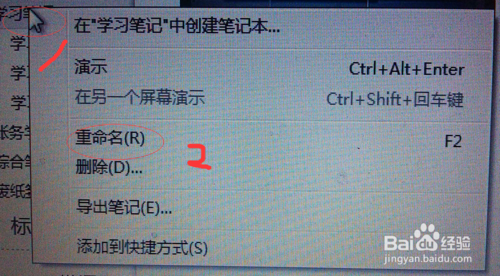 学习笔记
在"学习笔记"中创建笔记本...
1
学
演示 Ctrl+Alt+Enter
学
在另一个屏幕演示 Ctrl+Shift+回车键
学
账务学
重命名(R) F2
2
综合笔
删除(D)...
废纸篓
导出笔记(E)...
标
添加到快捷方式(S)
Bai du 经验
jingyan.baidu.com